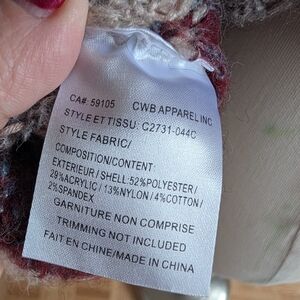 CA# 59105 CWB APPAREL INC
STYLE ET TISSU: C2731-044C
STYLE FABRIC/
COMPOSITION/CONTENT:
EXTERIEUR / SHELL:52%POLYESTER/
29%ACRYLIC / 13%NYLON / 4%COTTON/
2%SPANDEX
GARNITURE NON COMPRISE
TRIMMING NOT INCLUDED
FAIT EN CHINE/MADE IN CHINA